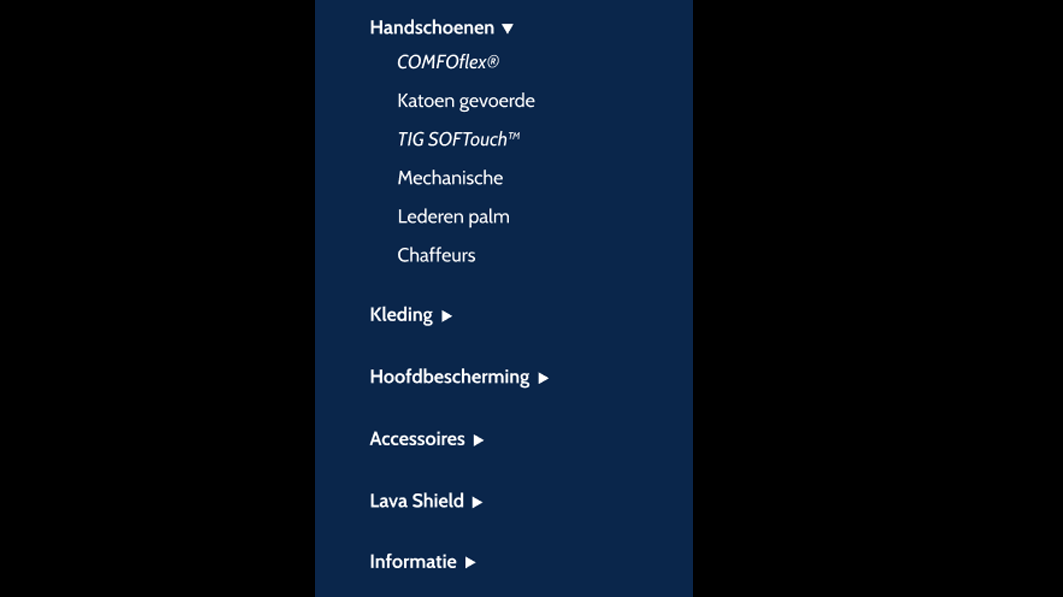 Handschoenen ▼
COMFOflex®
Katoen gevoerde
TIG SOFTouch™
Mechanische
Lederen palm
Chaffeurs
Kleding ▶
Hoofdbescherming ▶
Accessoires ▶
Lava Shield ▶
Informatie ▶